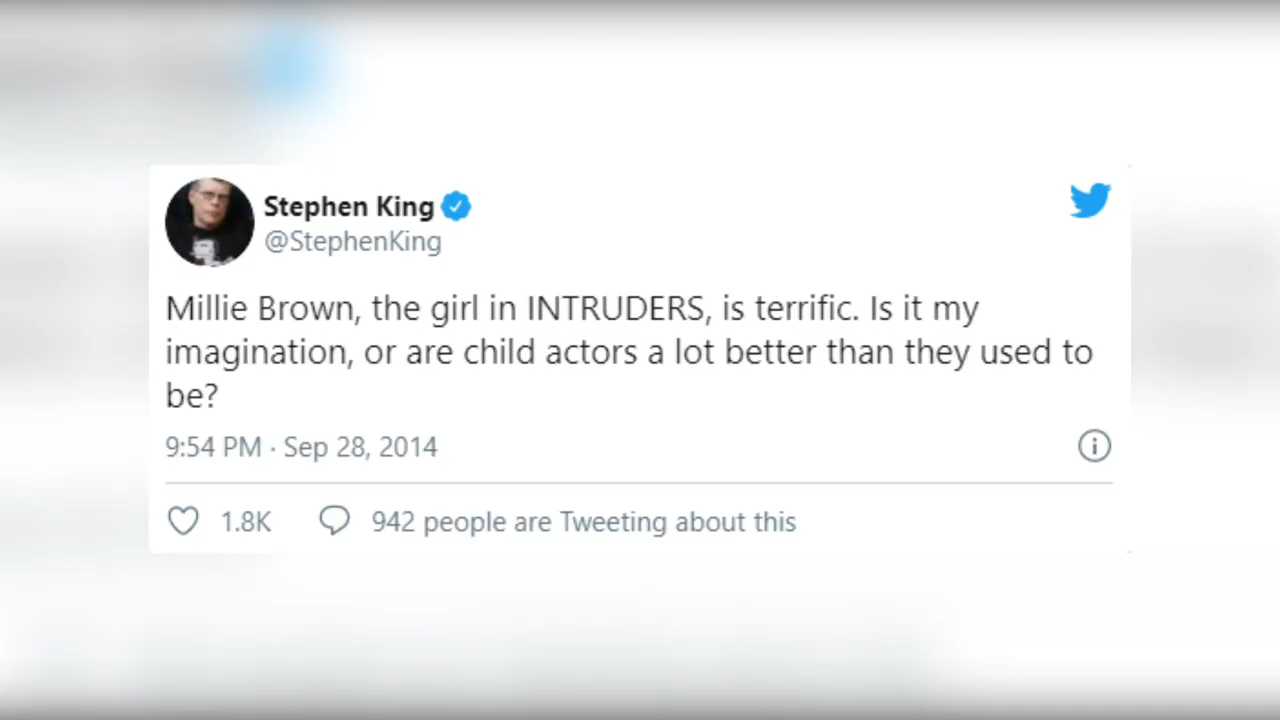 Stephen King
@StephenKing
Millie Brown, the girl in INTRUDERS, is terrific. Is it my
imagination, or are child actors a lot better than they used to
be?
9:54 PM · Sep 28, 2014
1.8K 942 people are Tweeting about this